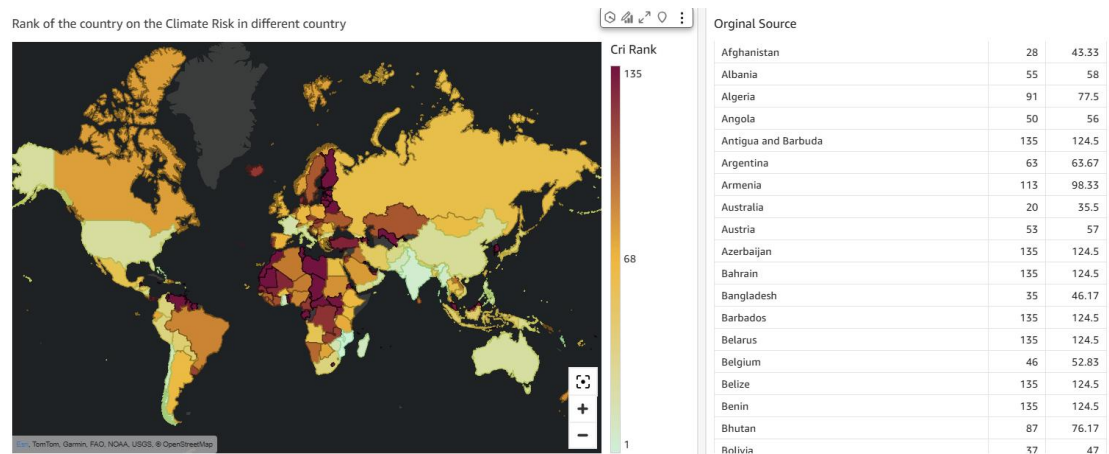 Rank of the country on the Climate Risk in different country
Cri Rank
135
68
1
Esri, TomTom, Garmin, FAO, NOAA, USGS, © OpenStreetMap
Orginal Source
Afghanistan 28 43.33
Albania 55 58
Algeria 91 77.5
Angola 50 56
Antigua and Barbuda 135 124.5
Argentina 63 63.67
Armenia 113 98.33
Australia 20 35.5
Austria 53 57
Azerbaijan 135 124.5
Bahrain 135 124.5
Bangladesh 35 46.17
Barbados 135 124.5
Belarus 135 124.5
Belgium 46 52.83
Belize 135 124.5
Benin 135 124.5
Bhutan 87 76.17
Bolivia 37 47